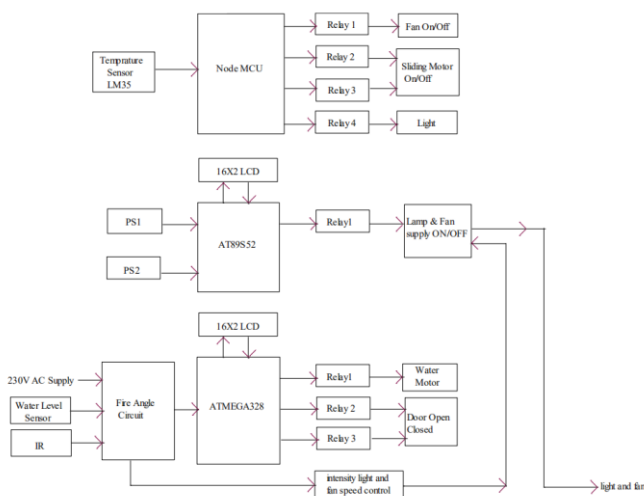 Relay 1
Fan On/Off
Temprature
Sensor
LM35
Node MCU
Relay 2
Sliding Motor
On/Off
Relay 3
Relay 4
Light
16X2 LCD
PS1
AT89S52
Relay1
Lamp & Fan
supply ON/OFF
PS2
16X2 LCD
230V AC Supply
Fire Angle
Circuit
ATMEGA328
Relay1
Water
Motor
Water Level
Sensor
Relay 2
Door Open
Closed
IR
Relay 3
intensity light and
fan speed control
light and fan